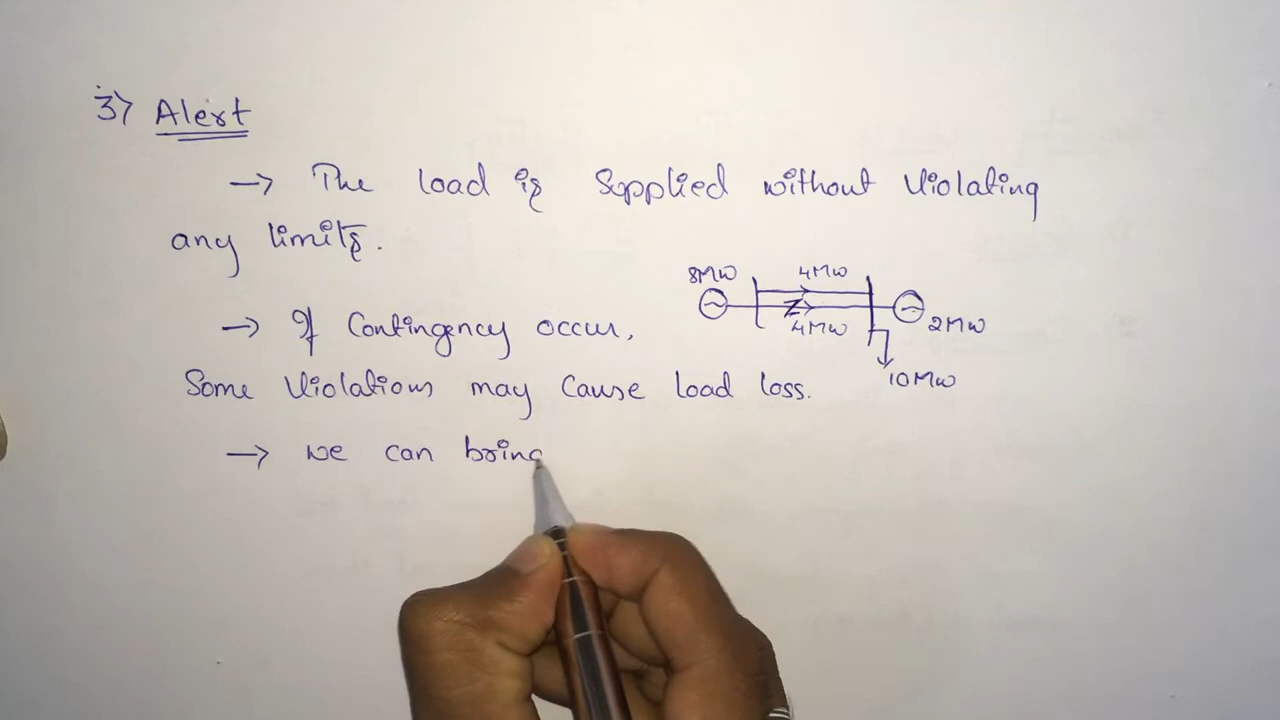 3) Alert
→ The load is supplied without violating
any limits.
8MW 4MW
4MW 2MW
10MW
→ If Contingency occur,
Some violations may cause load loss.
→ we can bring